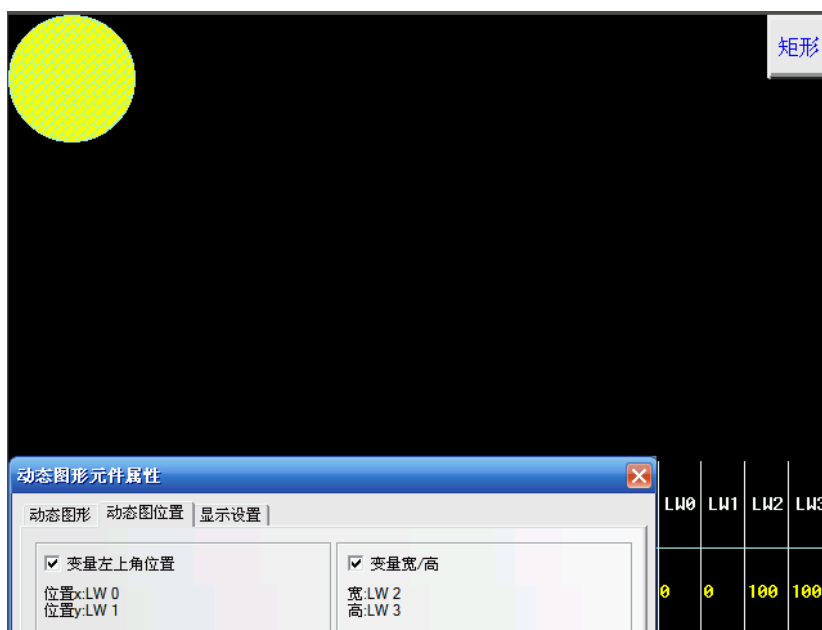 矩形
动态图形元件属性
动态图形 动态图位置 显示设置
变量左上角位置 变量宽/高
位置x:LW 0 宽:LW 2
位置y:LW 1 高:LW 3
LW0 LW1 LW2 LW3
0 0 100 100